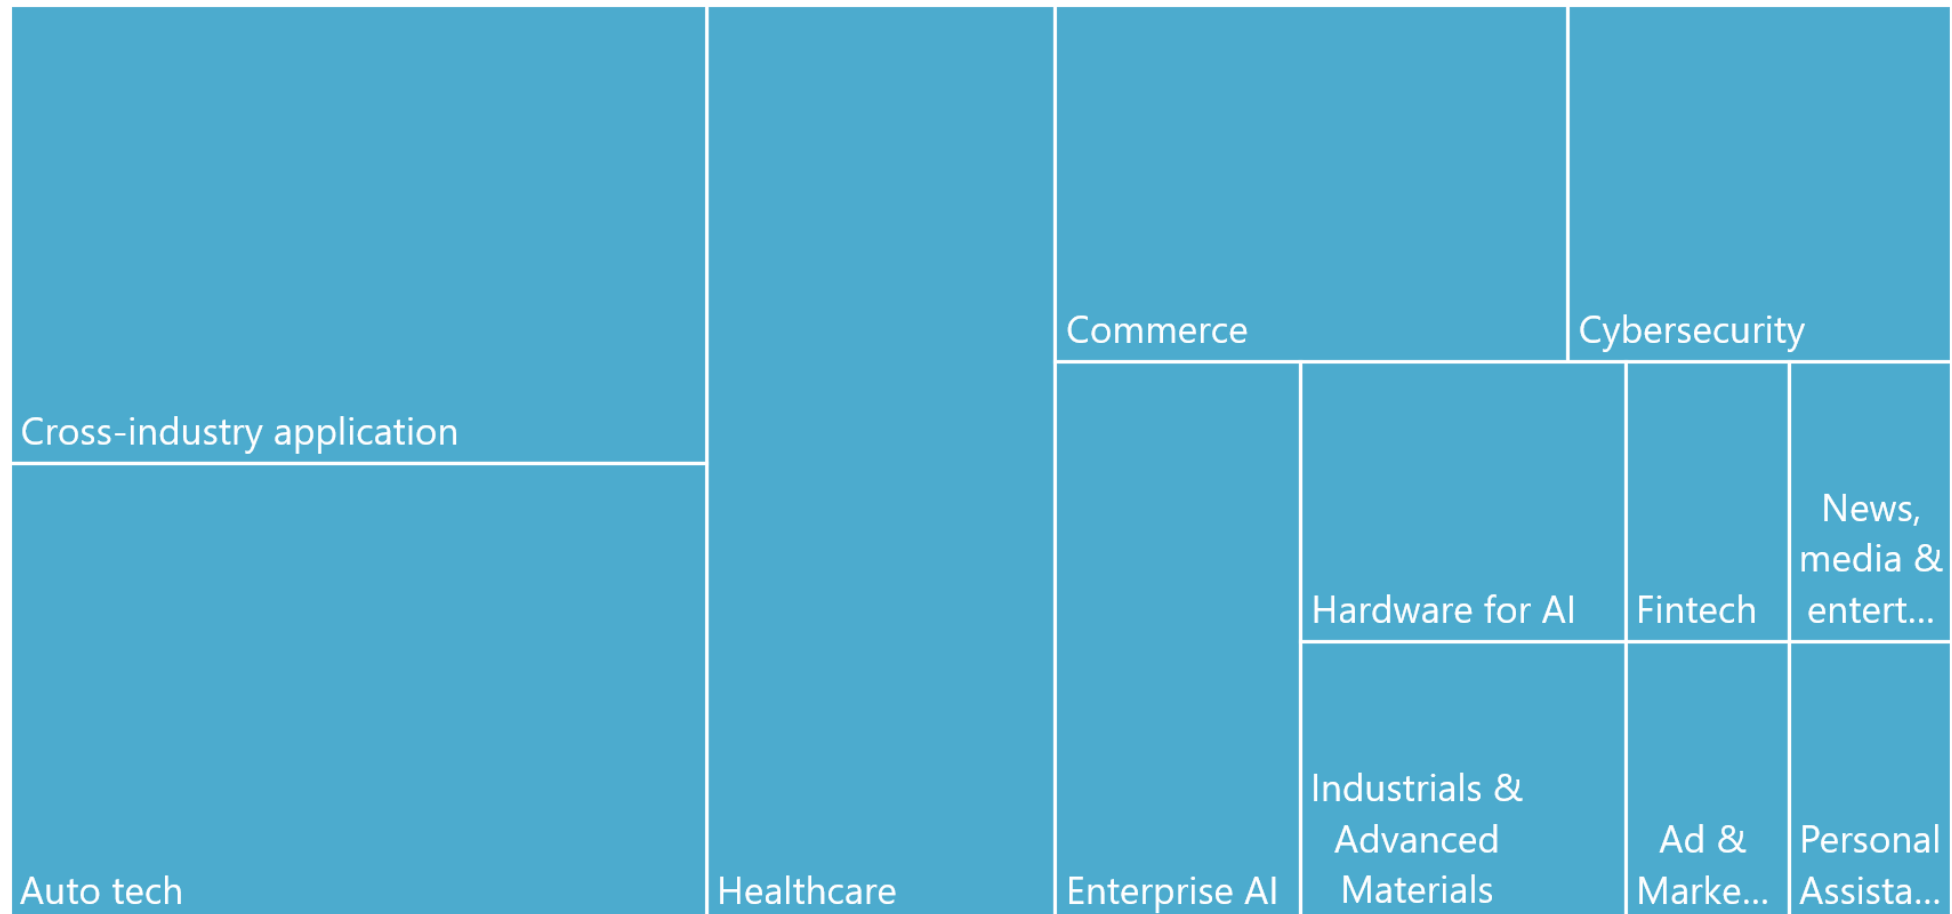 Cross-industry application
Auto tech
Healthcare
Commerce
Cybersecurity
Enterprise AI
Hardware for AI
Fintech
News,
media &
entert...
Industrials &
Advanced
Materials
Ad &
Marke...
Personal
Assista...